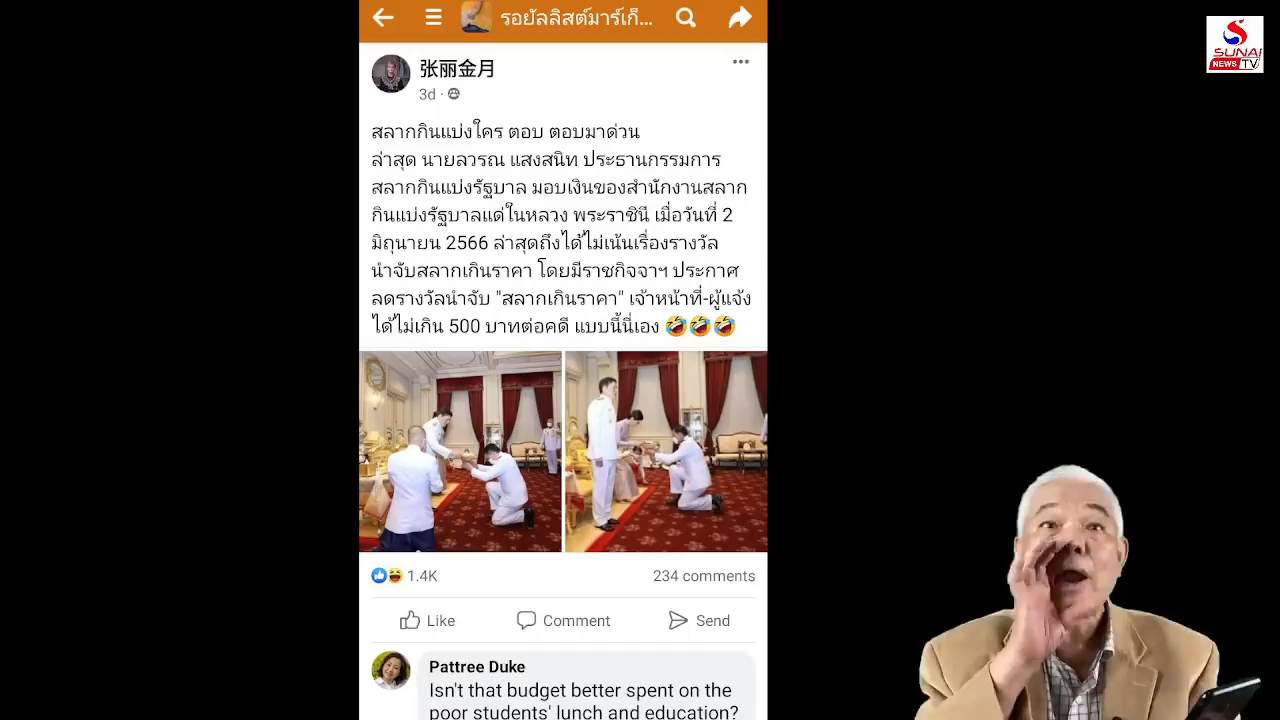 รอยัลลิสต์มาร์เก็...
SUNAI
NEWS TV
张丽金月
3d ·
สลากกินแบ่งใคร ตอบ ตอบมาด่วน
ล่าสุด นายลวรณ แสงสนิท ประธานกรรมการ
สลากกินแบ่งรัฐบาล มอบเงินของสำนักงานสลาก
กินแบ่งรัฐบาลแด่ในหลวง พระราชินี เมื่อวันที่ 2
มิถุนายน 2566 ล่าสุดถึงได้ไม่เน้นเรื่องรางวัล
นำจับสลากเกินราคา โดยมีราชกิจจาฯ ประกาศ
ลดรางวัลนำจับ "สลากเกินราคา" เจ้าหน้าที่-ผู้แจ้ง
ได้ไม่เกิน 500 บาทต่อคดี แบบนี้นี่เอง 🤣🤣🤣
1.4K
234 comments
Like
Comment
Send
Pattree Duke
Isn't that budget better spent on the
poor students' lunch and education?